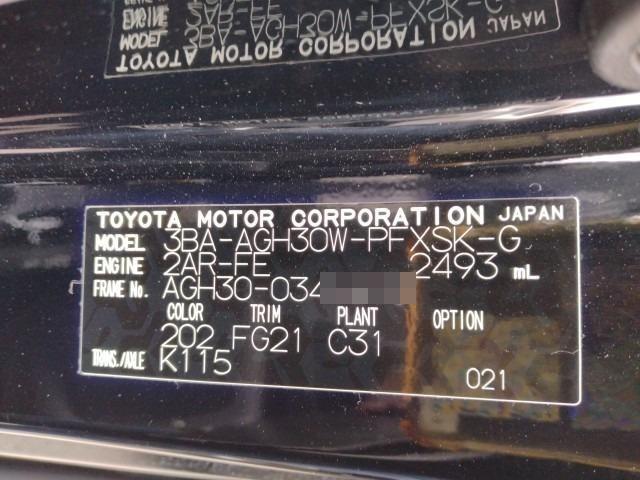 TOYOTA MOTOR CORPORATION JAPAN
MODEL 3BA-AGH30W-PFXSK-G
ENGINE 2AR-FE 2493 mL
FRAME No. AGH30-034
COLOR TRIM PLANT OPTION
202 FG21 C31
TRANS./AXLE K115
021